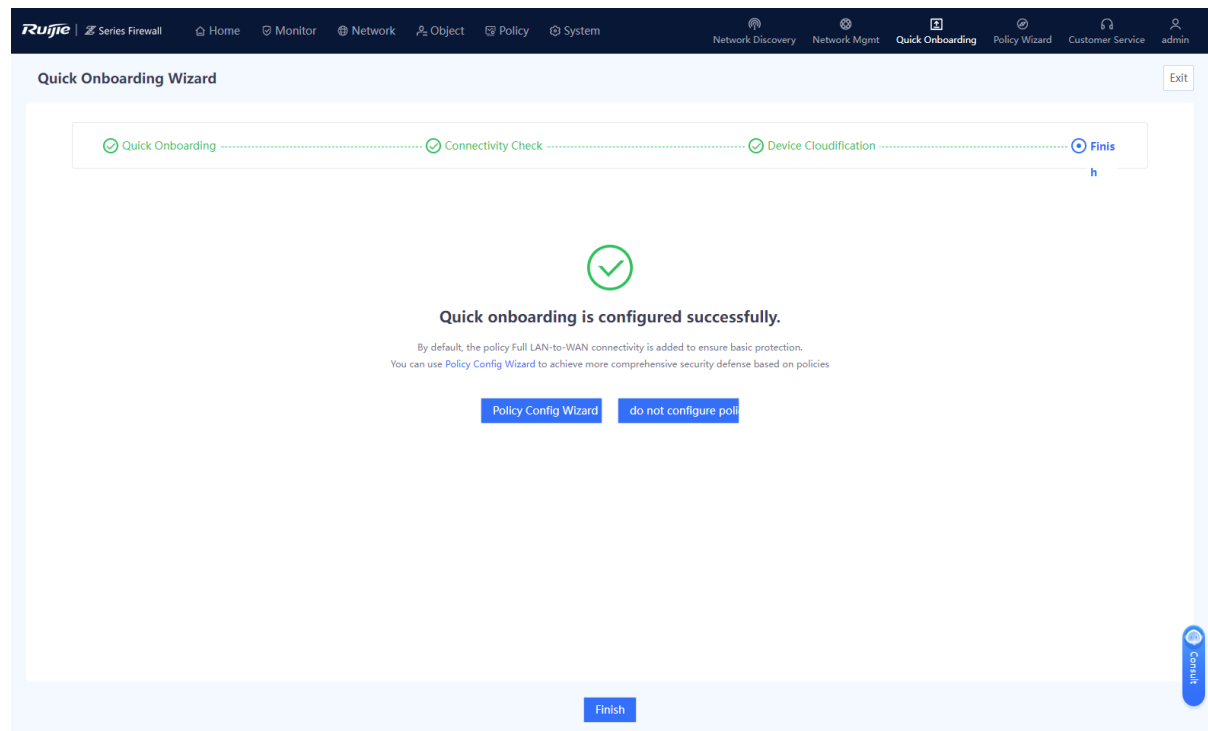 Ruijie | Z Series Firewall Home Monitor Network Object Policy System Network Discovery Network Mgmt Quick Onboarding Policy Wizard Customer Service admin
Quick Onboarding Wizard Exit
Quick Onboarding Connectivity Check Device Cloudification Finis
h
Quick onboarding is configured successfully.
By default, the policy Full LAN-to-WAN connectivity is added to ensure basic protection.
You can use Policy Config Wizard to achieve more comprehensive security defense based on policies
Policy Config Wizard do not configure poli
Consult
Finish